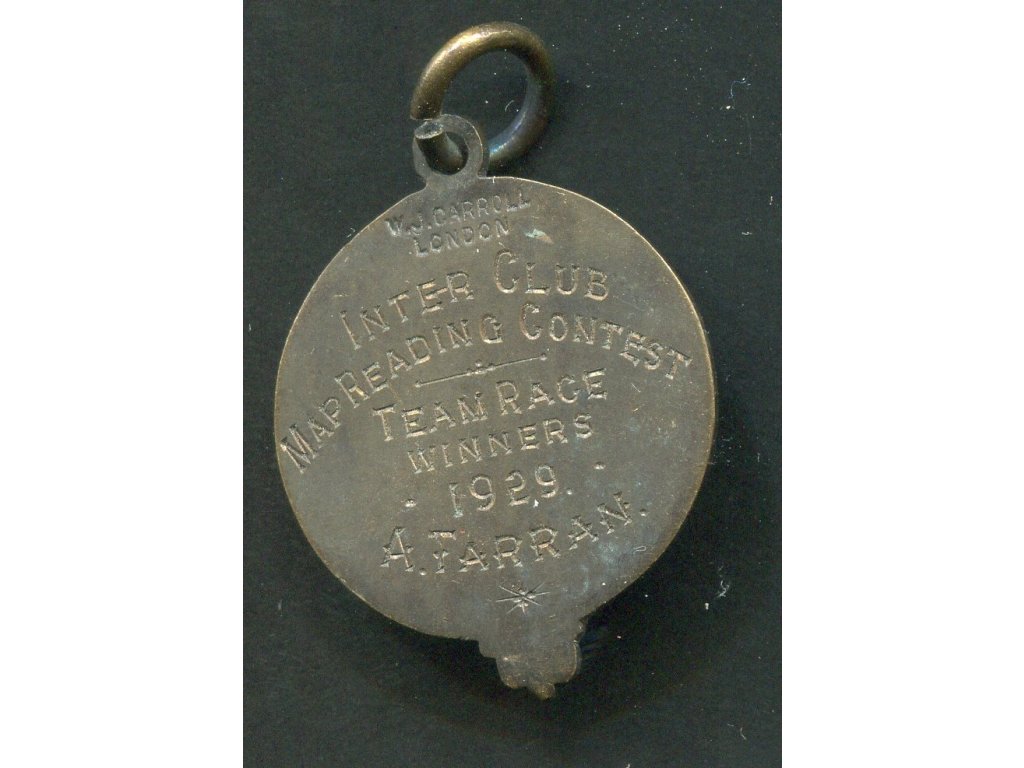 W.J. CARROLL
LONDON
INTER CLUB
MAP READING CONTEST
TEAM RACE
WINNERS
· 1929. ·
A. TARRAN.